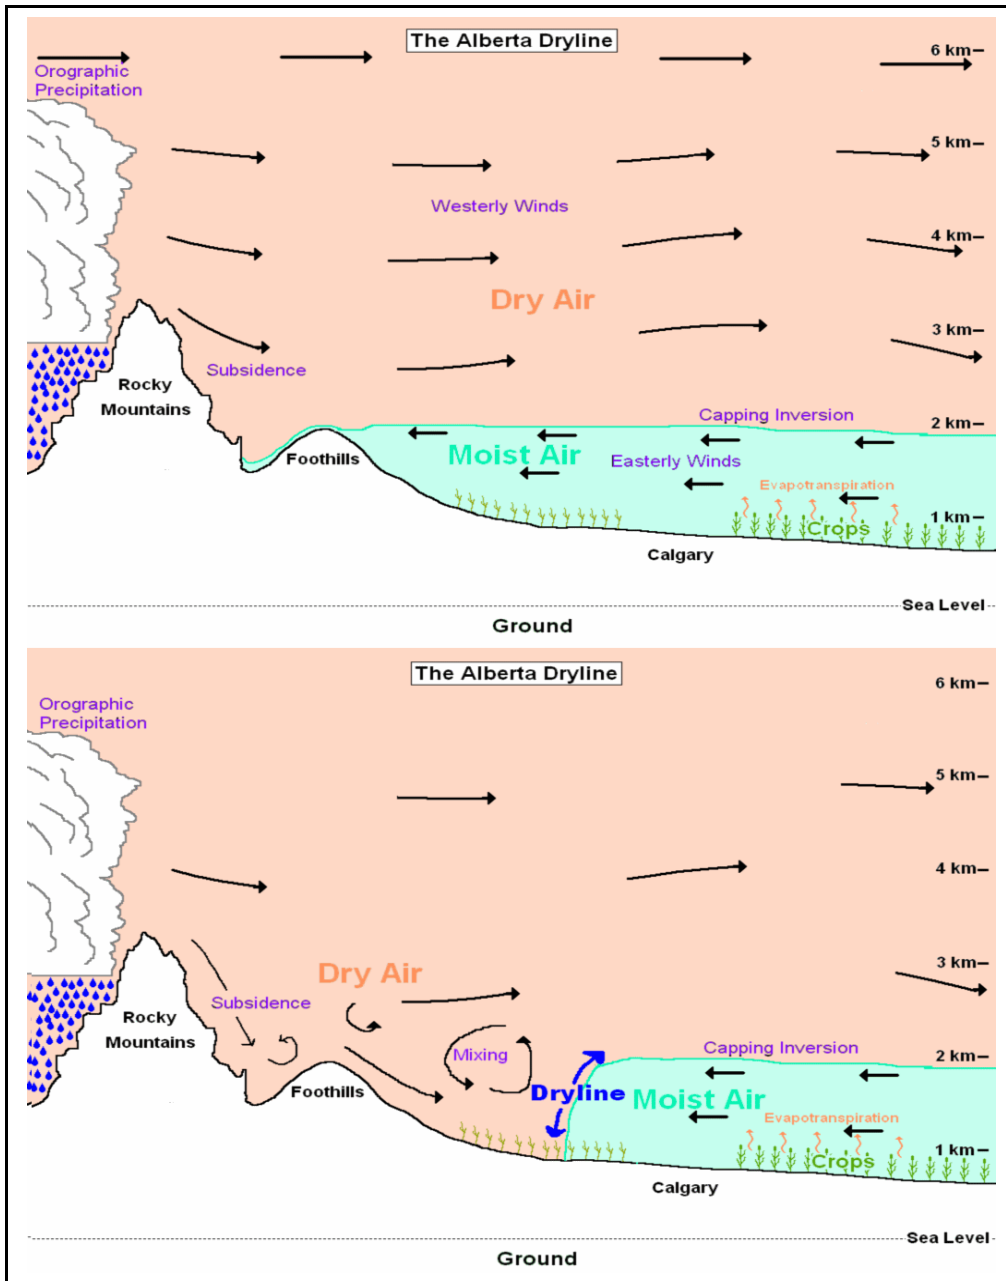 The Alberta Dryline
6 km
Orographic
Precipitation
5 km
Westerly Winds
4 km
Dry Air
3 km
Subsidence
Rocky
Mountains
Capping Inversion
2 km
Foothills
Moist Air
Easterly Winds
Evapotranspiration
1 km
Crops
Calgary
Sea Level
Ground
The Alberta Dryline
6 km
Orographic
Precipitation
5 km
4 km
3 km
Dry Air
Subsidence
Rocky
Mountains
Mixing
Capping Inversion
2 km
Foothills
Dryline
Moist Air
Evapotranspiration
1 km
Crops
Calgary
Sea Level
Ground